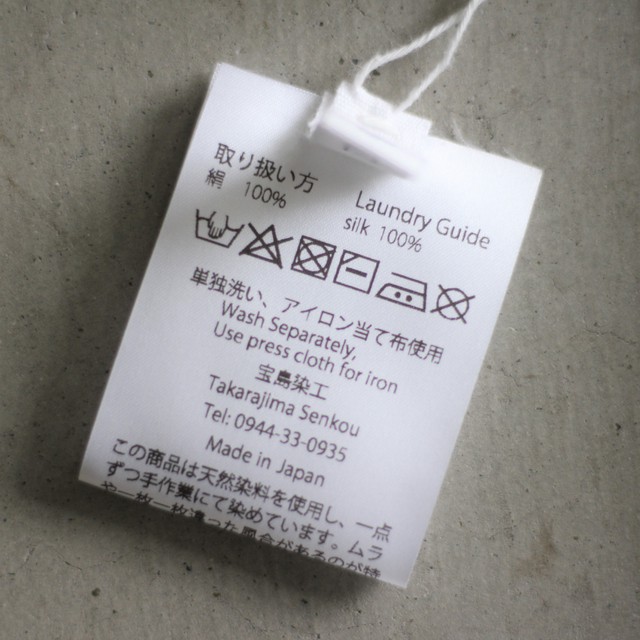 取り扱い方 Laundry Guide
絹 100% silk 100%
単独洗い、アイロン当て布使用
Wash Separately.
Use press cloth for iron
宝島染工
Takarajima Senkou
Tel: 0944-33-0935
Made in Japan
この商品は天然染料を使用し、一点
ずつ手作業にて染めています。ムラ